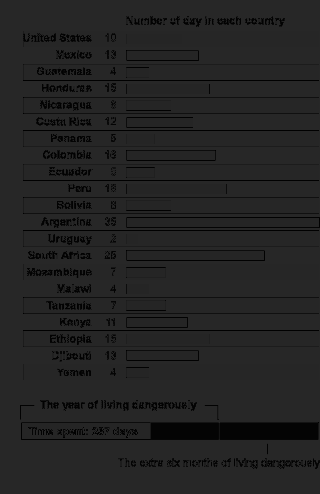 Number of day in each country
United States 10
Mexico 13
Guatemala 4
Honduras 15
Nicaragua 8
Costa Rica 12
Panama 5
Colombia 16
Ecuador 5
Peru 18
Bolivia 8
Argentina 35
Uruguay 2
South Africa 25
Mozambique 7
Malawi 4
Tanzania 7
Kenya 11
Ethiopia 15
Djibouti 13
Yemen 4
The year of living dangerously
Time spent: 237 days
The extra six months of living dangerously